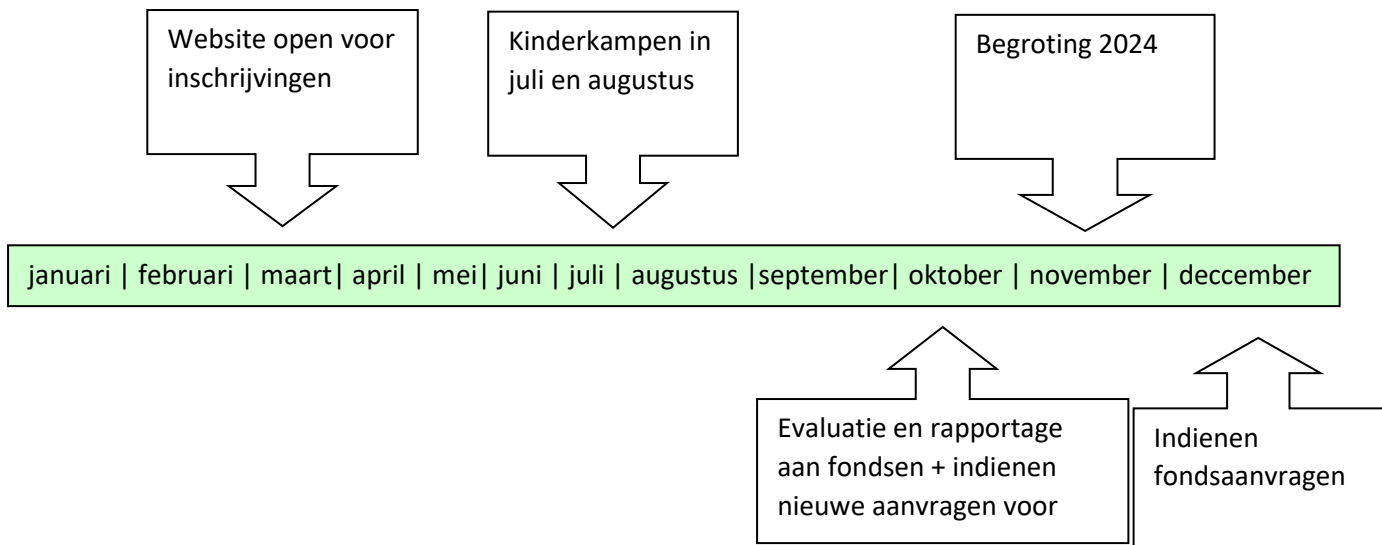 Website open voor
inschrijvingen
Kinderkampen in
juli en augustus
Begroting 2024
januari | februari | maart| april | mei| juni | juli | augustus |september| oktober | november | deccember
Evaluatie en rapportage
aan fondsen + indienen
nieuwe aanvragen voor
Indienen
fondsaanvragen